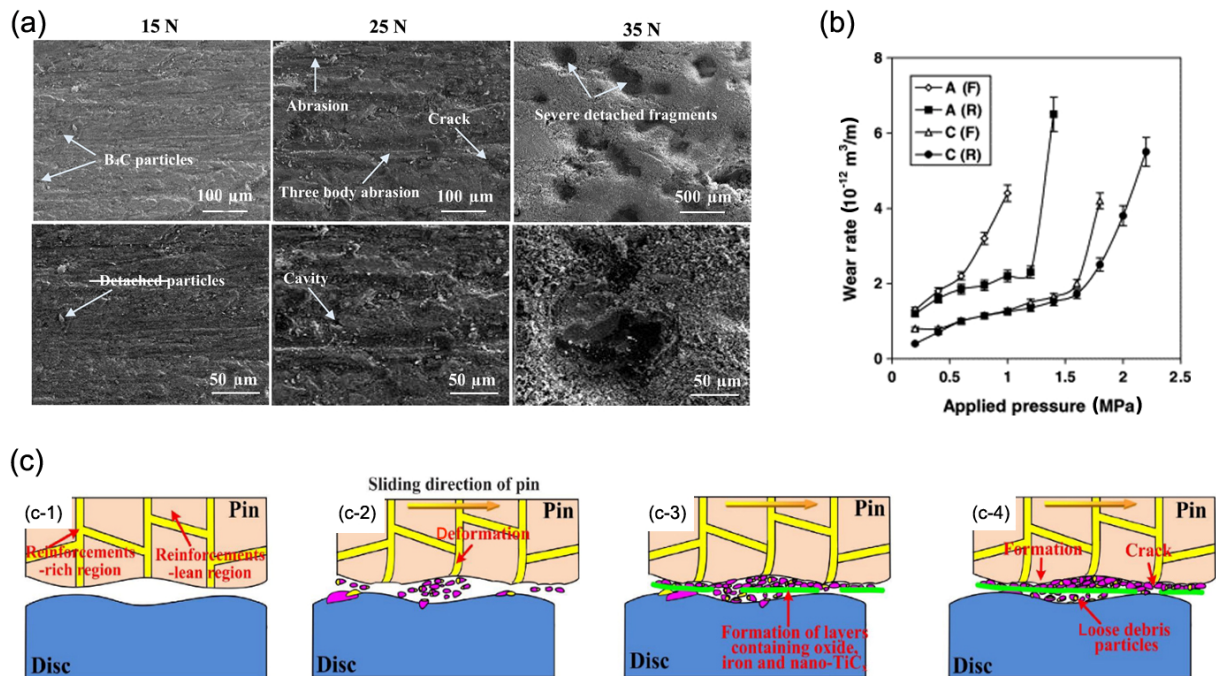 (a)
15 N
25 N
35 N
B₄C particles
100 µm
Abrasion
Crack
Three body abrasion
100 µm
Severe detached fragments
500 µm
Detached particles
50 µm
Cavity
50 µm
50 µm
(b)
Wear rate (10⁻¹² m³/m)
8
6
4
2
0
A (F)
A (R)
C (F)
C (R)
0
0.5
1
1.5
2
2.5
Applied pressure (MPa)
(c)
(c-1)
Pin
Reinforcements
-rich region
Reinforcements
-lean region
Disc
Sliding direction of pin
(c-2)
Pin
Deformation
Disc
(c-3)
Pin
Formation of layers
containing oxide,
iron and nano-TiCₓ
Disc
(c-4)
Pin
Formation
Crack
Loose debris
particles
Disc